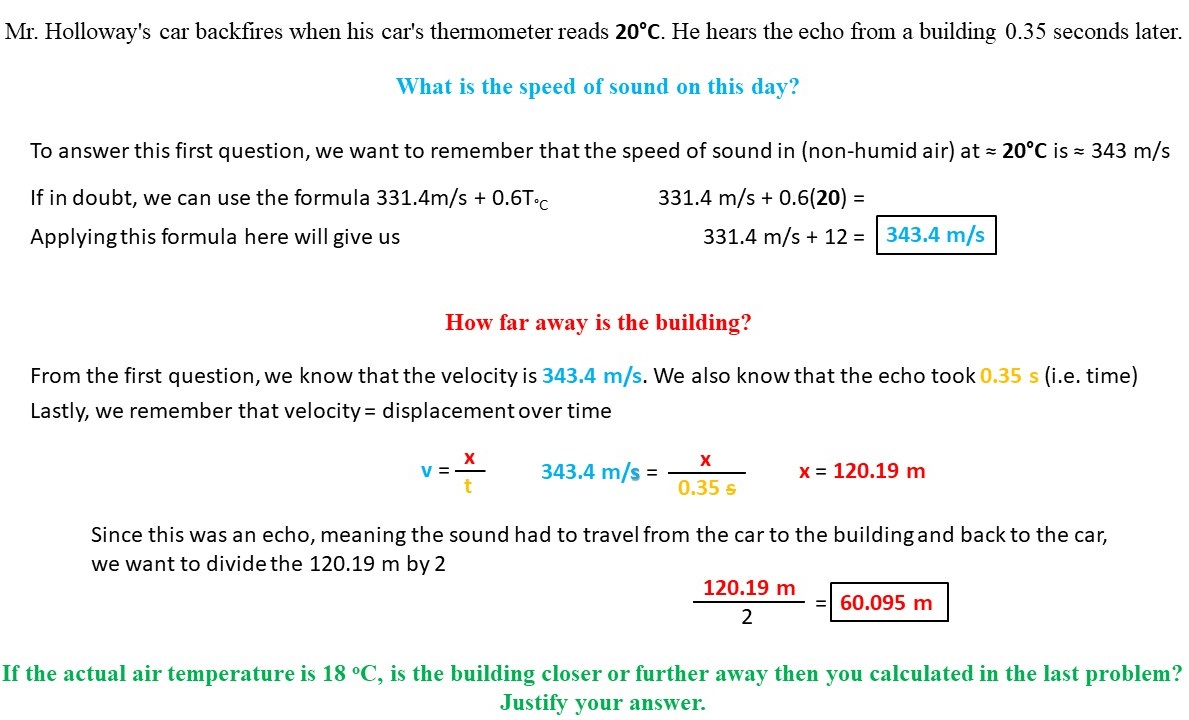 Mr. Holloway's car backfires when his car's thermometer reads 20°C. He hears the echo from a building 0.35 seconds later.
What is the speed of sound on this day?
To answer this first question, we want to remember that the speed of sound in (non-humid air) at ≈ 20°C is ≈ 343 m/s
If in doubt, we can use the formula 331.4m/s + 0.6T°C 331.4 m/s + 0.6(20) =
Applying this formula here will give us 331.4 m/s + 12 = 343.4 m/s
How far away is the building?
From the first question, we know that the velocity is 343.4 m/s. We also know that the echo took 0.35 s (i.e. time)
Lastly, we remember that velocity = displacement over time
v = x/t 343.4 m/s = x/0.35 s x = 120.19 m
Since this was an echo, meaning the sound had to travel from the car to the building and back to the car,
we want to divide the 120.19 m by 2
120.19 m/2 = 60.095 m
If the actual air temperature is 18 °C, is the building closer or further away then you calculated in the last problem?
Justify your answer.